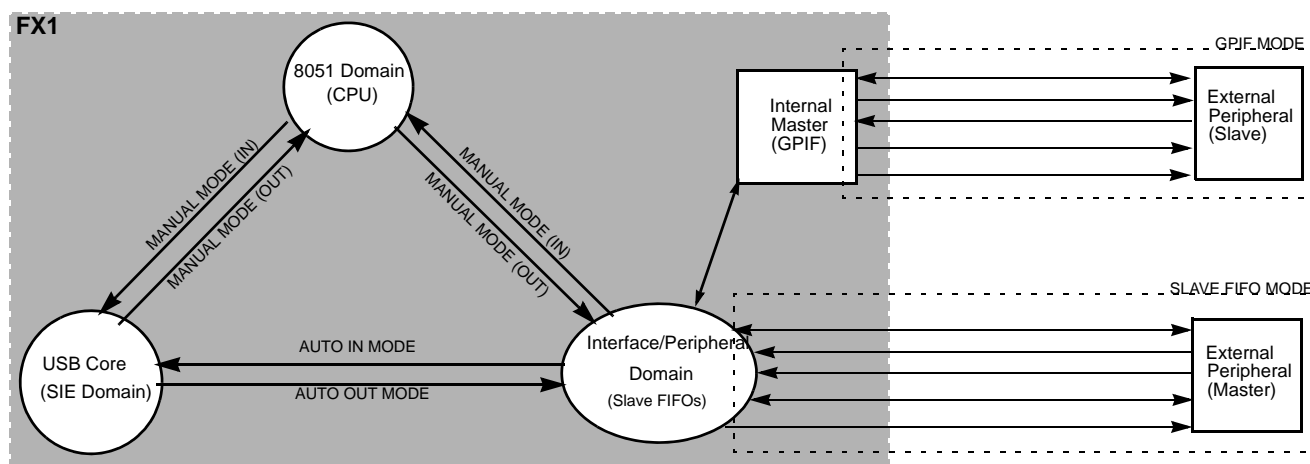 FX1
GPIF MODE
8051 Domain
(CPU)
Internal
Master
(GPIF)
External
Peripheral
(Slave)
MANUAL MODE (IN)
MANUAL MODE (OUT)
MANUAL MODE (IN)
MANUAL MODE (OUT)
SLAVE FIFO MODE
USB Core
(SIE Domain)
AUTO IN MODE
AUTO OUT MODE
Interface/Peripheral
Domain
(Slave FIFOs)
External
Peripheral
(Master)